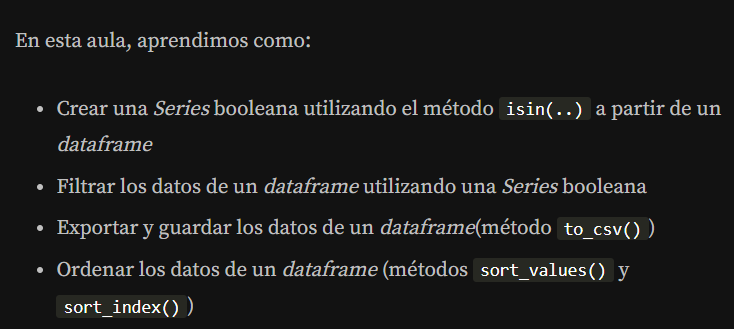 En esta aula, aprendimos como:
• Crear una Series booleana utilizando el método isin(..) a partir de un
dataframe
• Filtrar los datos de un dataframe utilizando una Series booleana
• Exportar y guardar los datos de un dataframe(método to_csv() )
• Ordenar los datos de un dataframe (métodos sort_values() y
sort_index() )